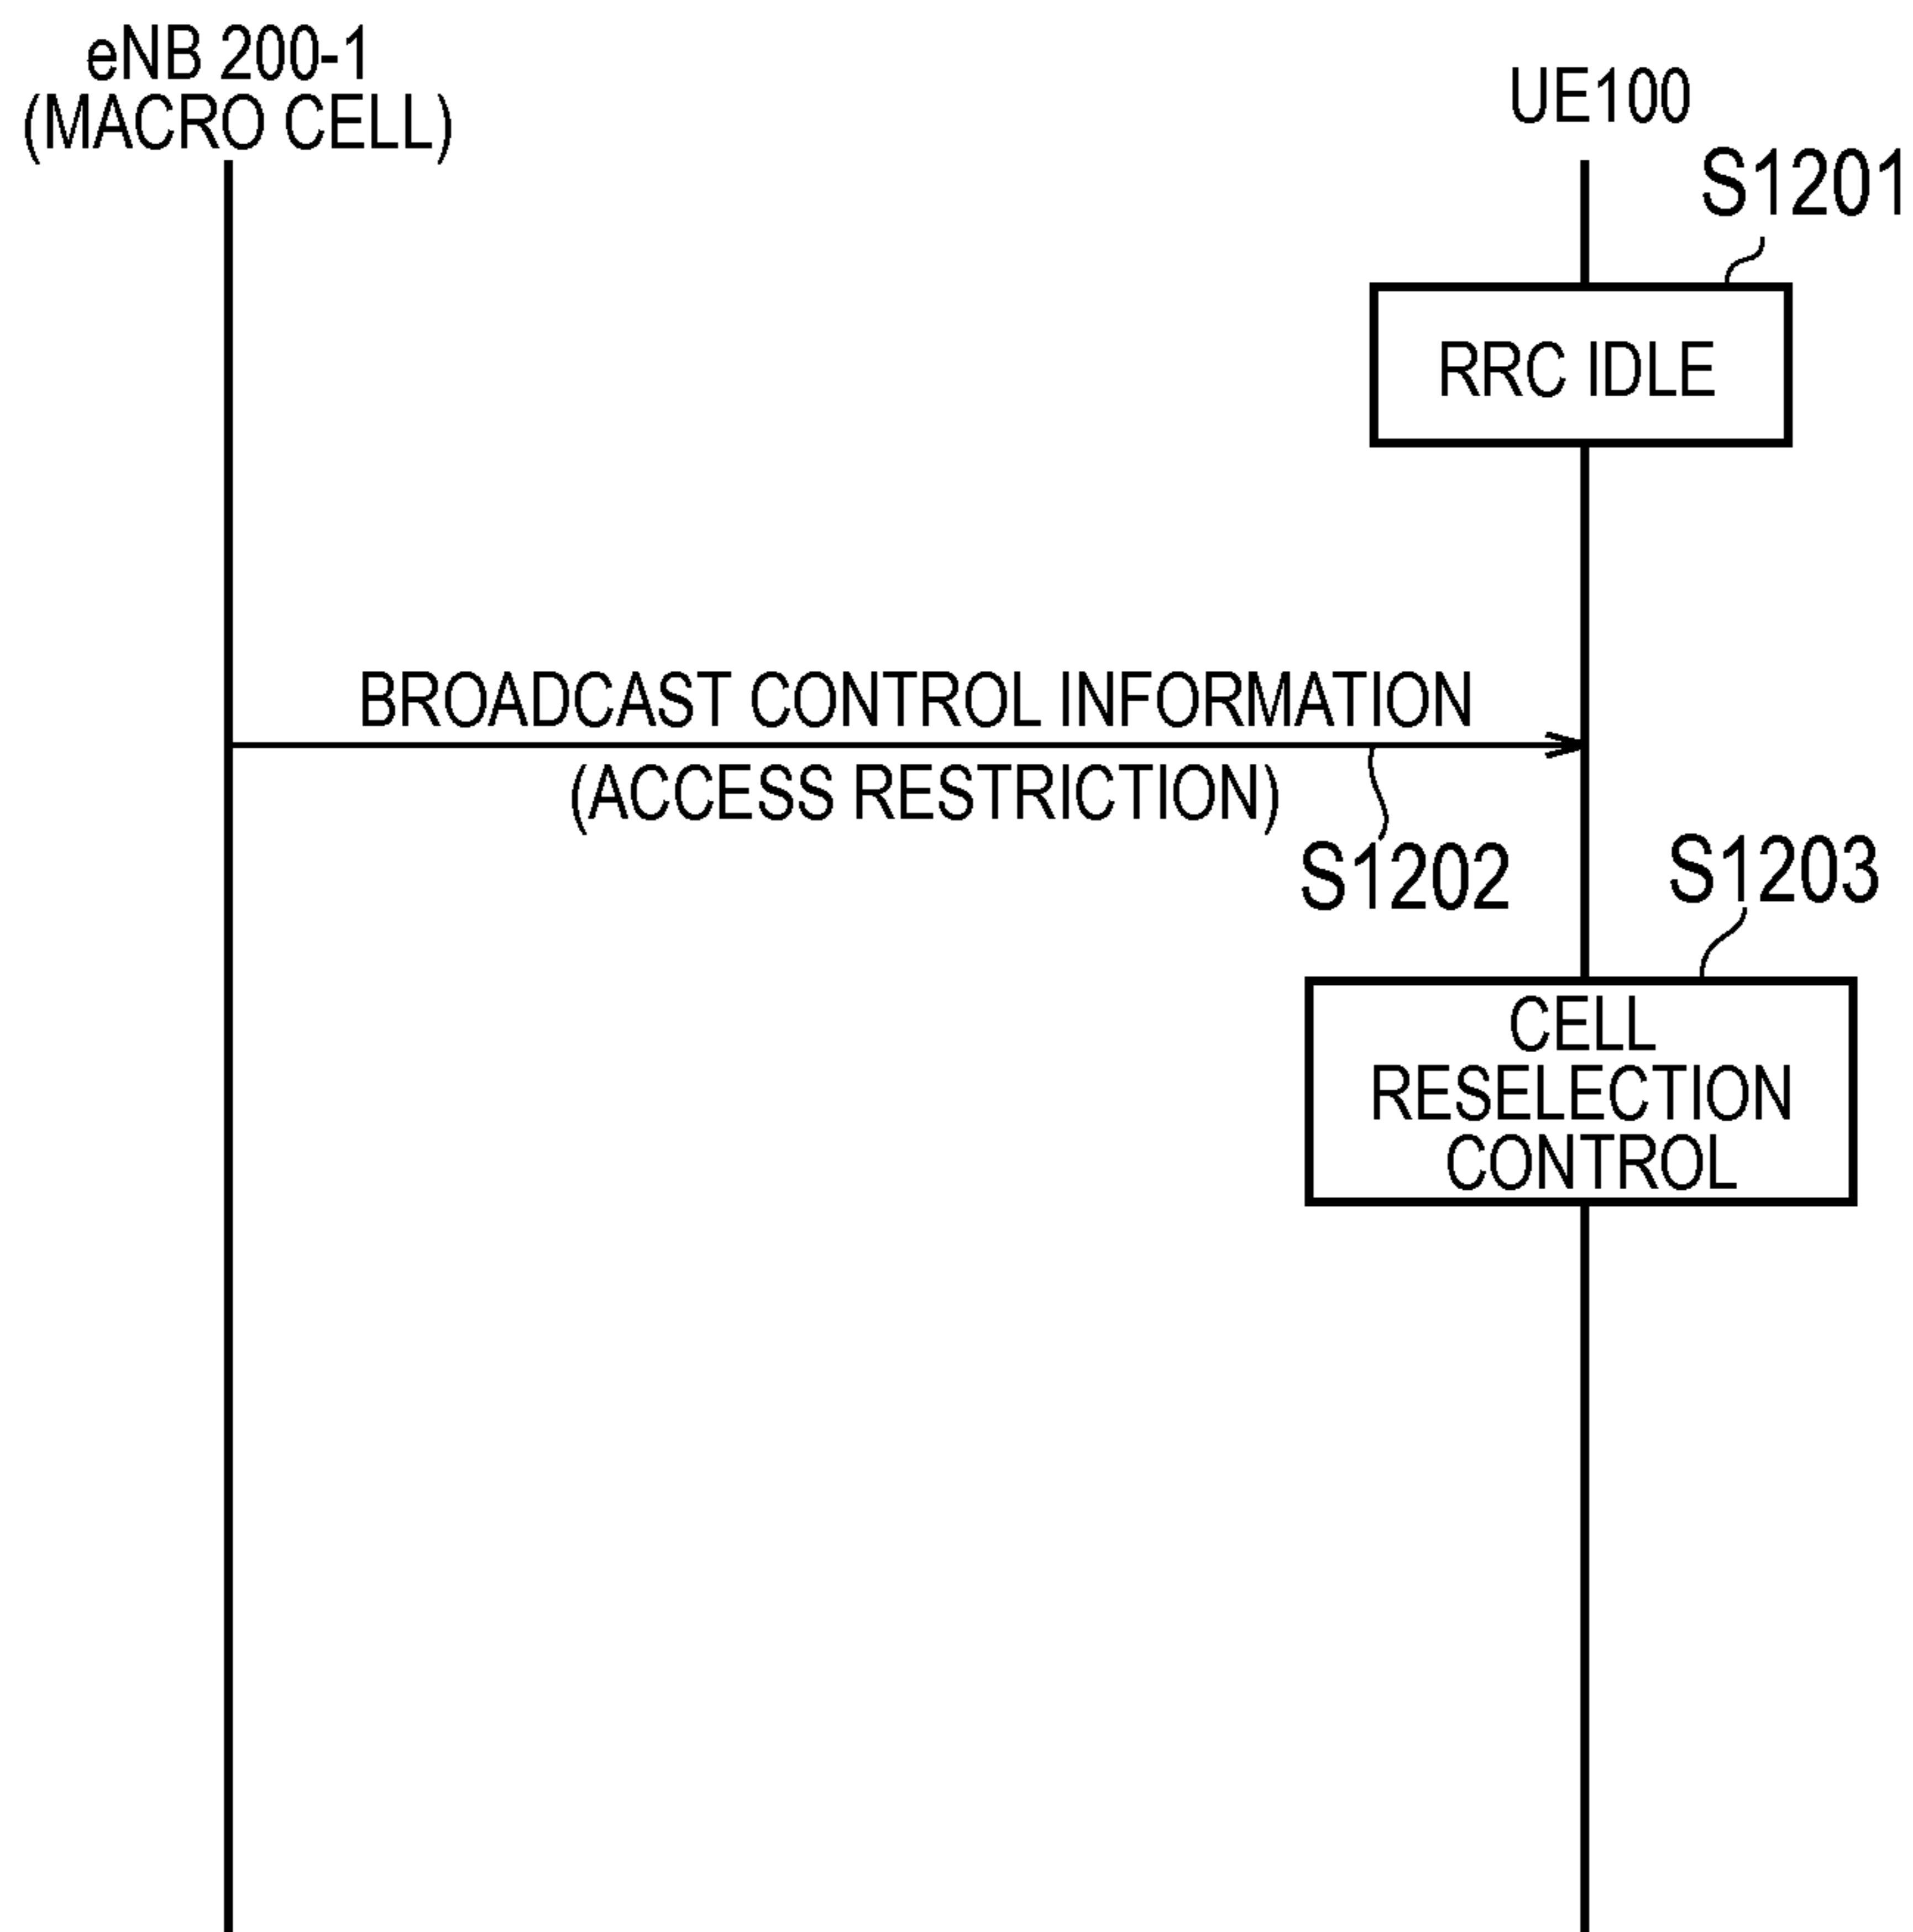 eNB 200-1
(MACRO CELL)
UE100
S1201
RRC IDLE
BROADCAST CONTROL INFORMATION
(ACCESS RESTRICTION)
S1202
S1203
CELL
RESELECTION
CONTROL